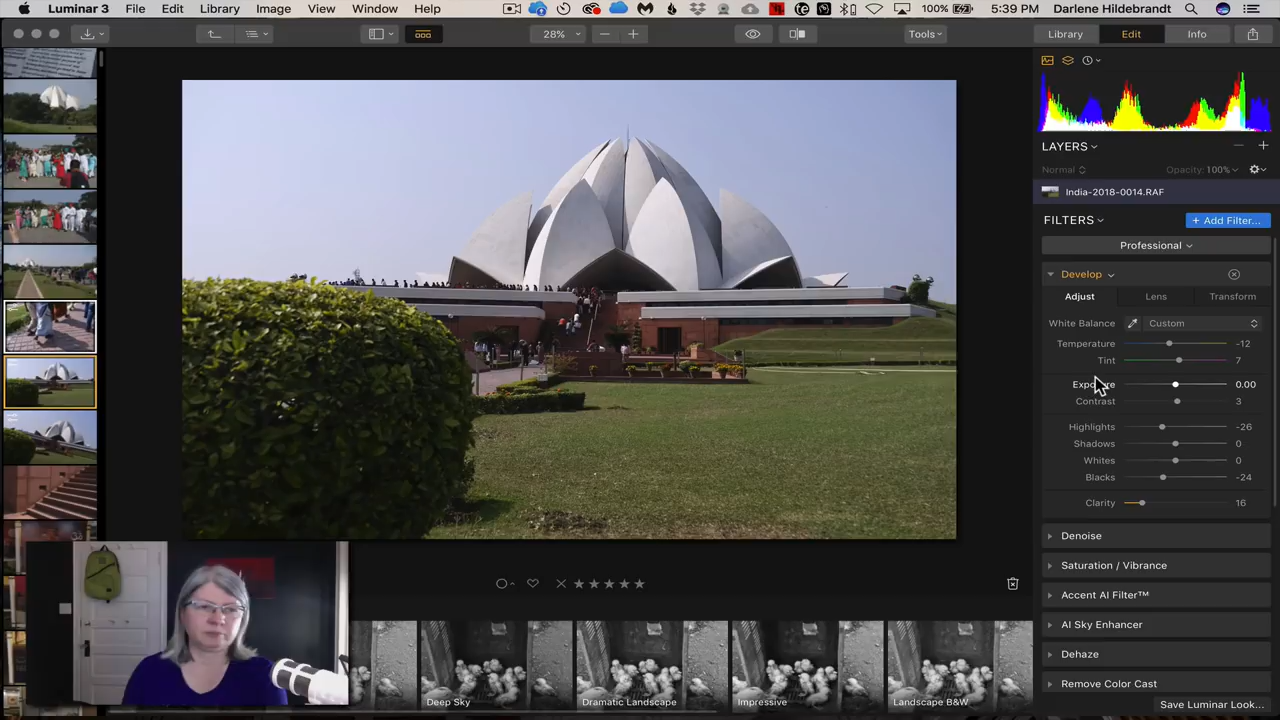 Luminar 3 File Edit Library Image View Window Help 100% 5:39 PM Darlene Hildebrandt
28% Tools Library Edit Info
LAYERS
Normal Opacity: 100%
India-2018-0014.RAF
FILTERS + Add Filter...
Professional
Develop
Adjust Lens Transform
White Balance Custom
Temperature -12
Tint 7
Exposure 0.00
Contrast 3
Highlights -26
Shadows 0
Whites 0
Blacks -24
Clarity 16
Denoise
Saturation / Vibrance
Accent AI Filter™
AI Sky Enhancer
Dehaze
Remove Color Cast
Deep Sky Dramatic Landscape Impressive Landscape B&W
Save Luminar Look...